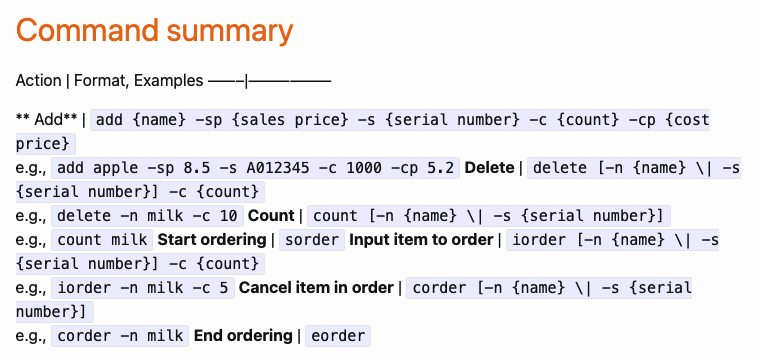 Command summary
Action | Format, Examples ——–|——————
** Add** | add {name} -sp {sales price} -s {serial number} -c {count} -cp {cost
price}
e.g., add apple -sp 8.5 -s A012345 -c 1000 -cp 5.2 Delete | delete [-n {name} \| -s
{serial number}] -c {count}
e.g., delete -n milk -c 10 Count | count [-n {name} \| -s {serial number}]
e.g., count milk Start ordering | sorder Input item to order | iorder [-n {name} \| -s
{serial number}] -c {count}
e.g., iorder -n milk -c 5 Cancel item in order | corder [-n {name} \| -s {serial
number}]
e.g., corder -n milk End ordering | eorder